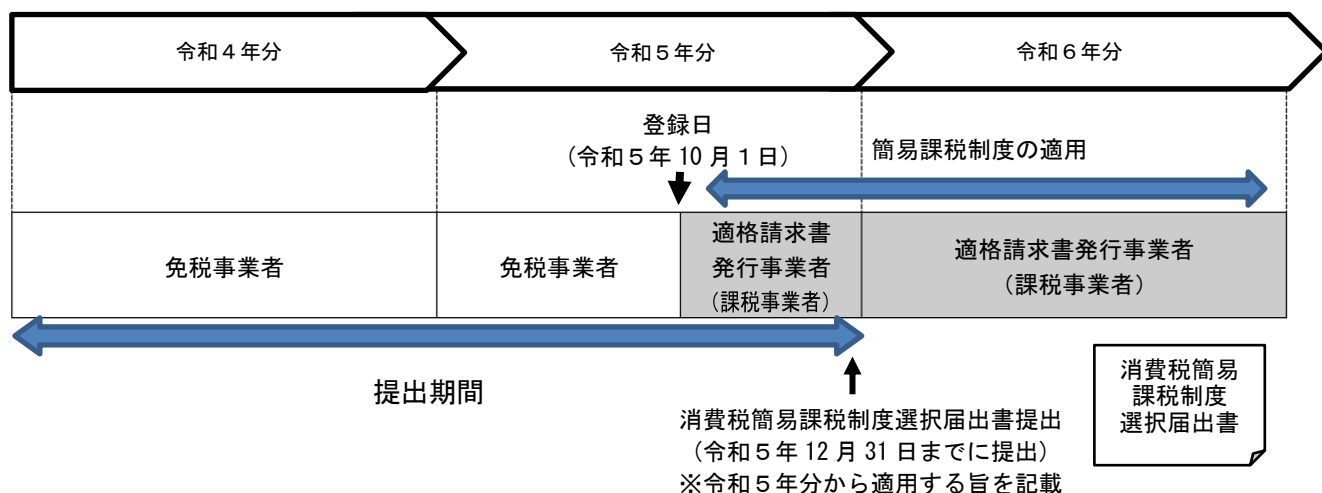 令和４年分
令和５年分
令和６年分
登録日
（令和５年 10 月１日）
簡易課税制度の適用
免税事業者
免税事業者
適格請求書
発行事業者
（課税事業者）
適格請求書発行事業者
（課税事業者）
提出期間
消費税簡易課税制度選択届出書提出
（令和５年 12 月 31 日までに提出）
※令和５年分から適用する旨を記載
消費税簡易
課税制度
選択届出書